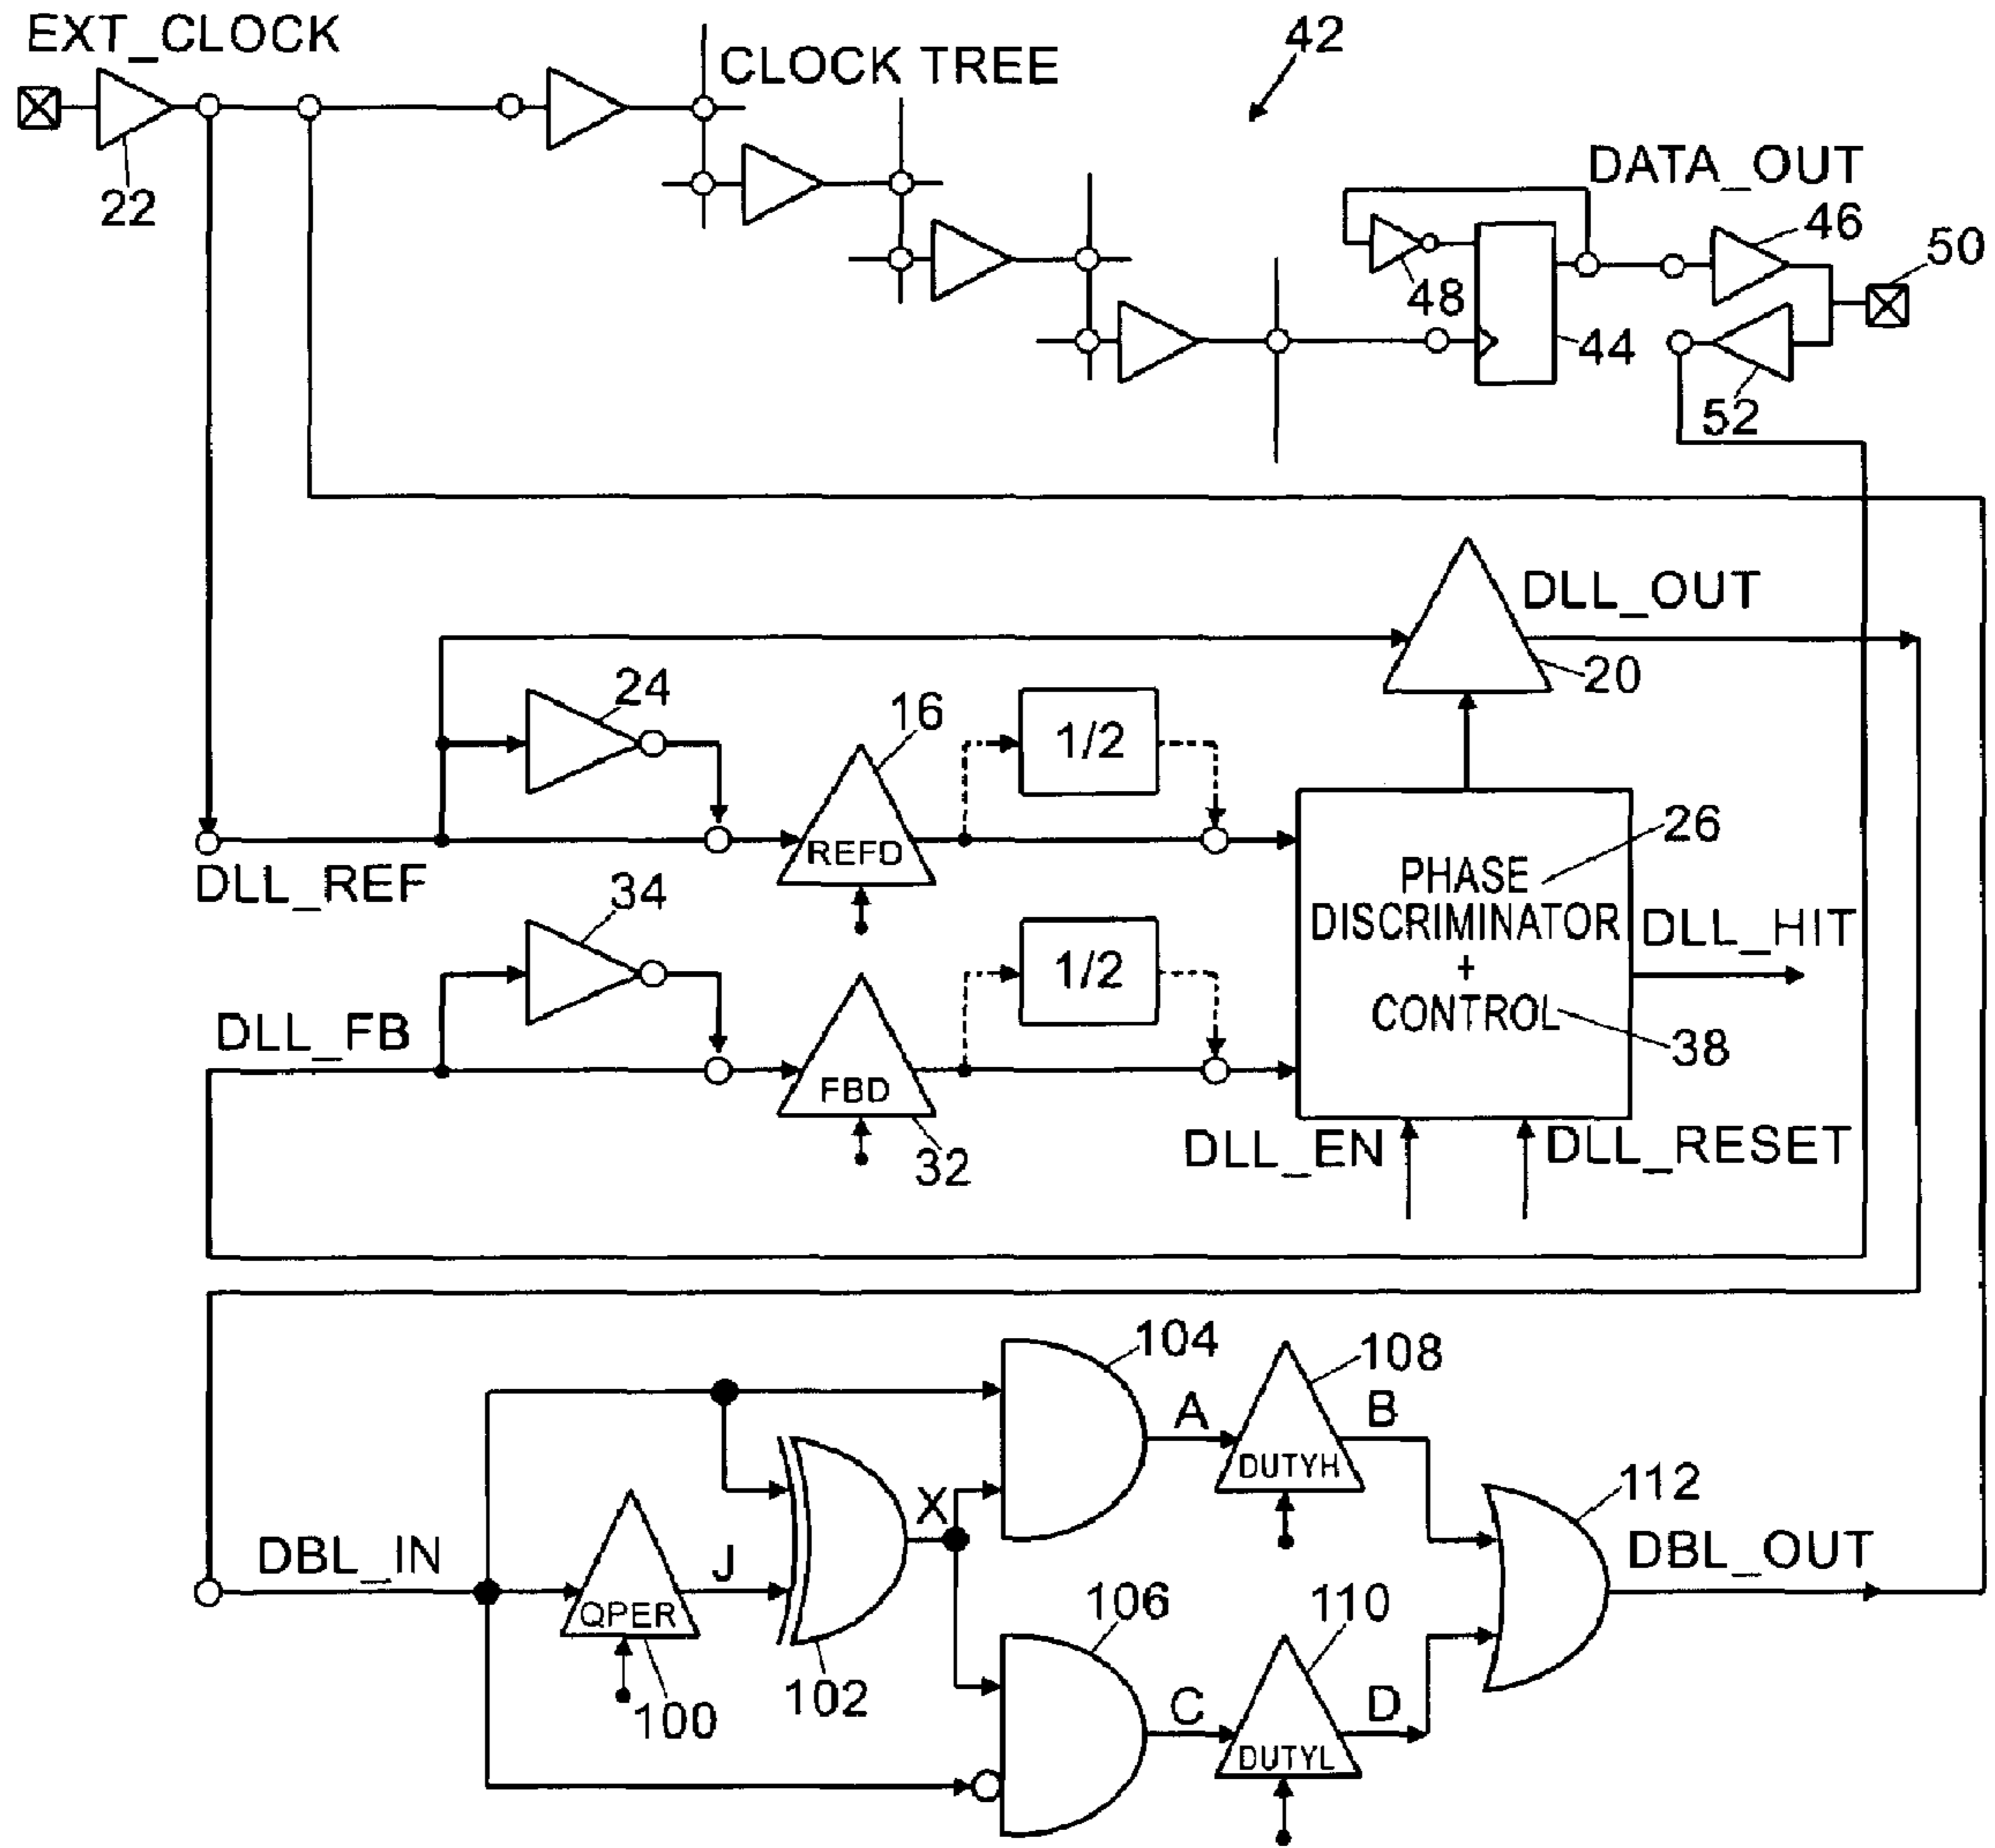 EXT_CLOCK
CLOCK TREE
42
22
DATA_OUT
46
50
48
44
52
DLL_OUT
20
24
16
1/2
REFD
DLL_REF
PHASE
DISCRIMINATOR
+
CONTROL
26
38
DLL_HIT
34
1/2
DLL_FB
FBD
32
DLL_EN
DLL_RESET
104
108
A
B
DUTYH
112
X
DBL_IN
J
DBL_OUT
QPER
100
102
106
110
C
D
DUTYL